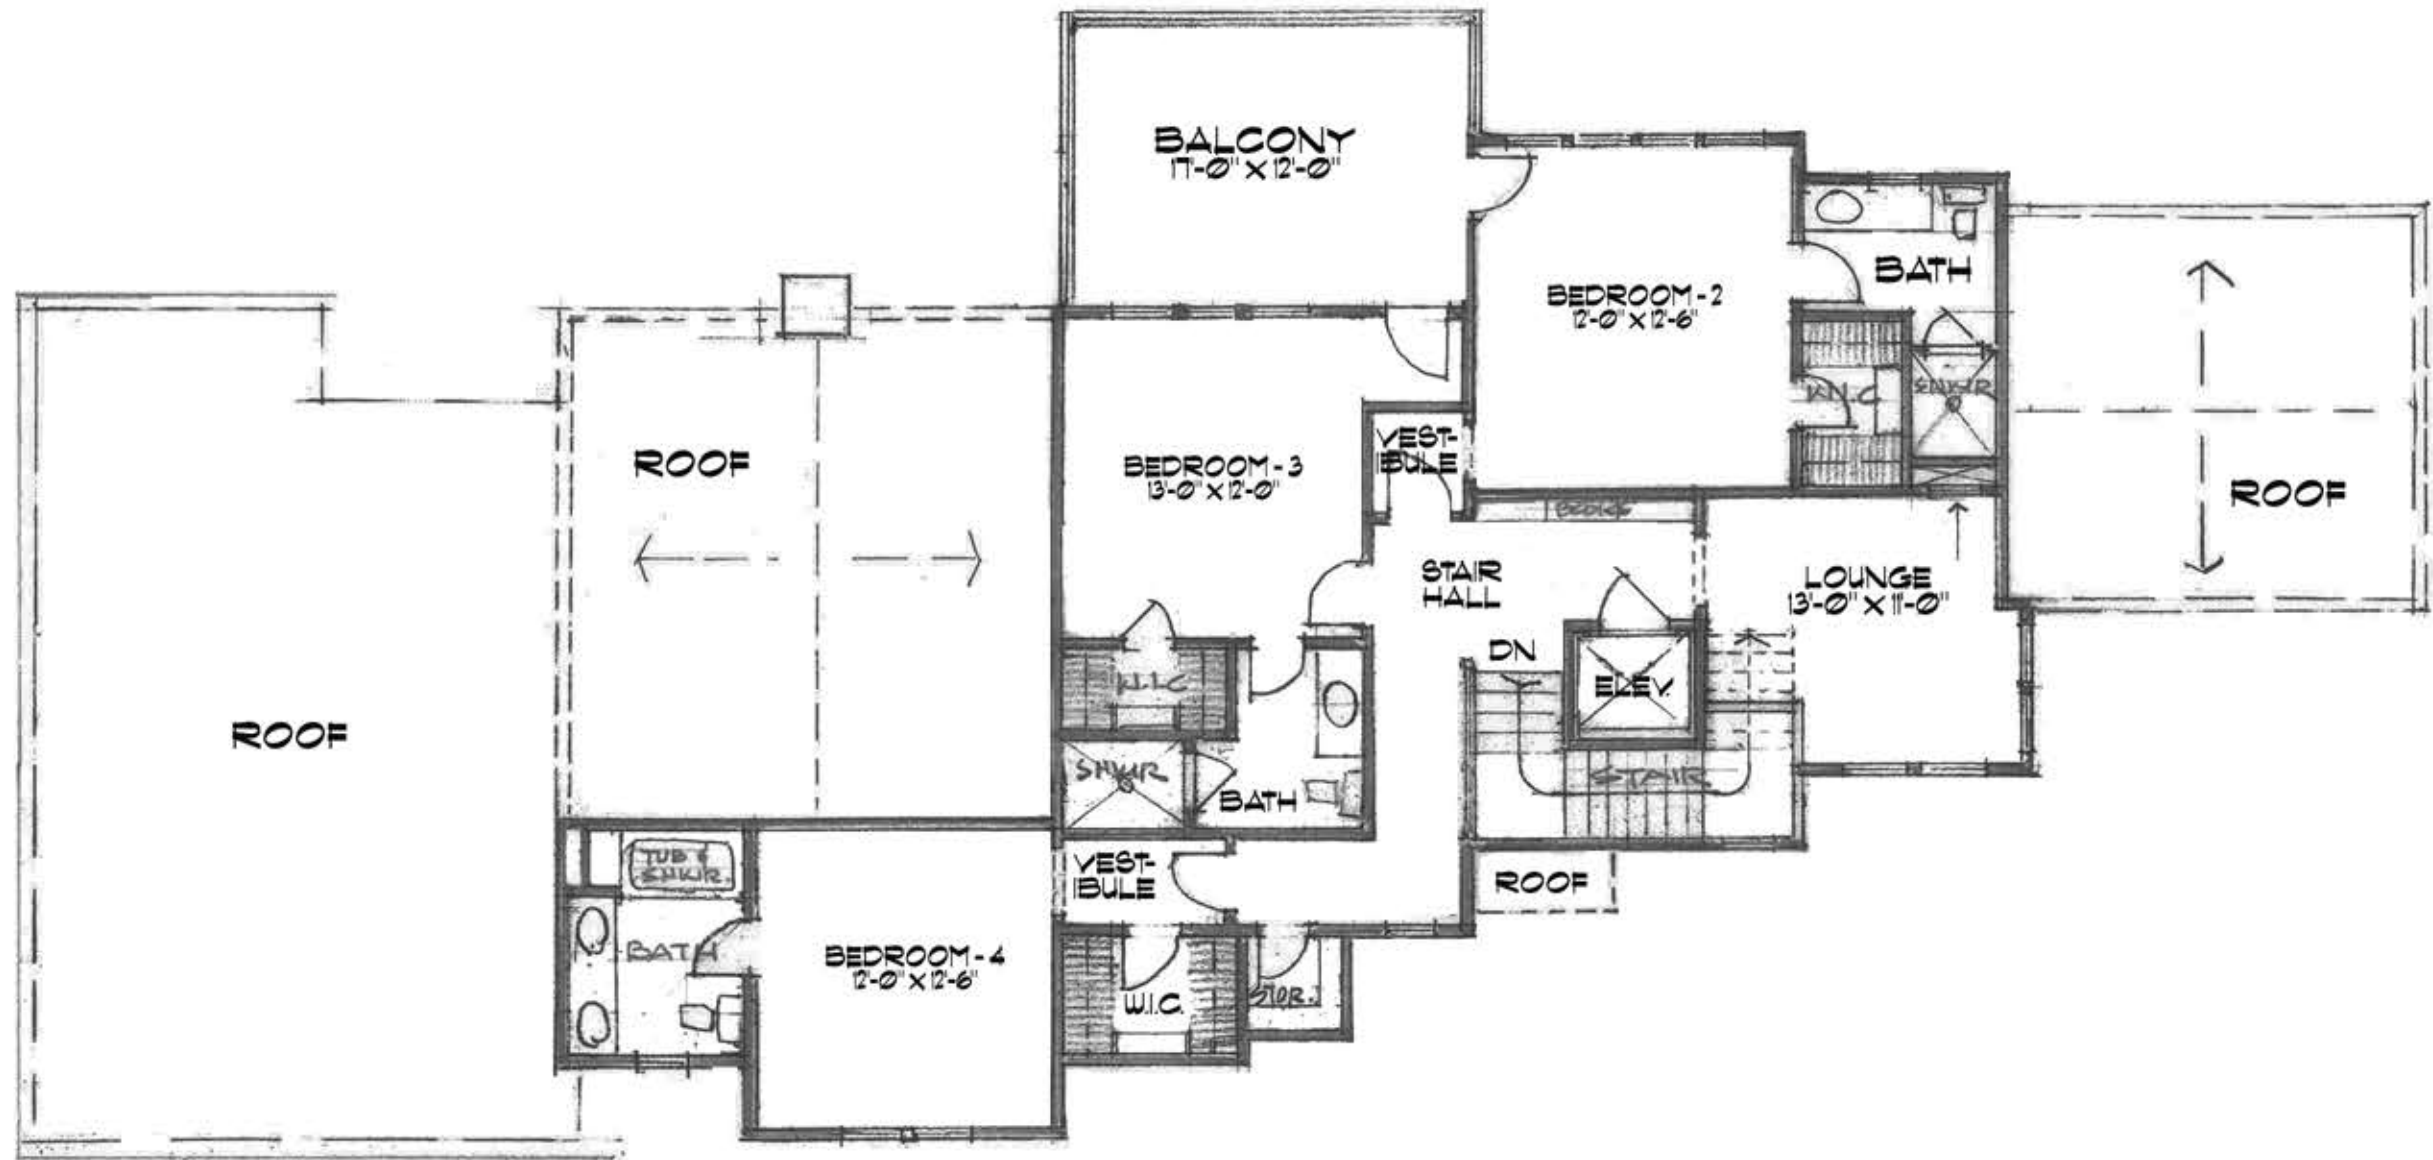 BALCONY
17'-0" X 12'-0"
BEDROOM - 2
12'-0" X 12'-6"
BATH
W.I.C
SHWR
ROOF
ROOF
BEDROOM - 3
13'-0" X 12'-0"
VEST-
IBULE
BOOKS
STAIR
HALL
LOUNGE
13'-0" X 11'-0"
DN
ELEV.
STAIR
W.I.C
SHWR
BATH
ROOF
TUB &
SHWR.
BATH
BEDROOM - 4
12'-0" X 12'-6"
VEST-
IBULE
W.I.C.
STOR.
ROOF